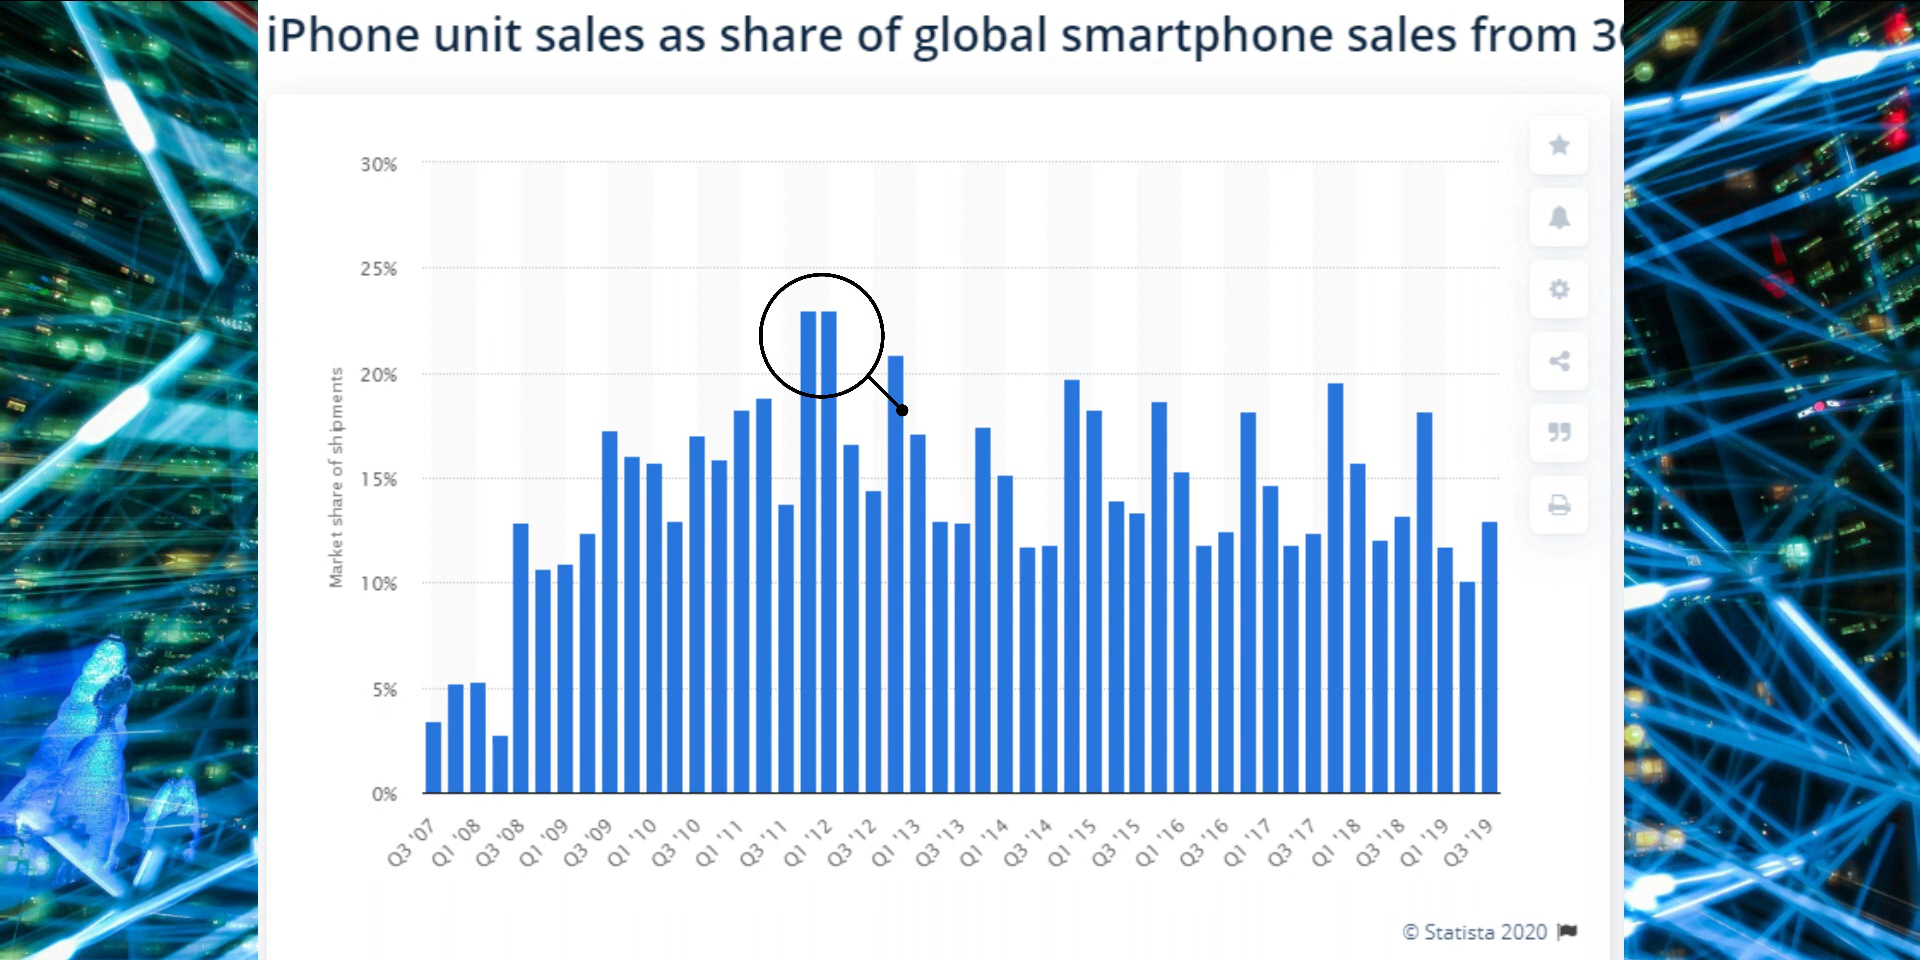 iPhone unit sales as share of global smartphone sales from 3
30%
25%
20%
15%
10%
5%
0%
Market share of shipments
Q3 '07
Q1 '08
Q3 '08
Q1 '09
Q3 '09
Q1 '10
Q3 '10
Q1 '11
Q3 '11
Q1 '12
Q3 '12
Q1 '13
Q3 '13
Q1 '14
Q3 '14
Q1 '15
Q3 '15
Q1 '16
Q3 '16
Q1 '17
Q3 '17
Q1 '18
Q3 '18
Q1 '19
Q3 '19
© Statista 2020